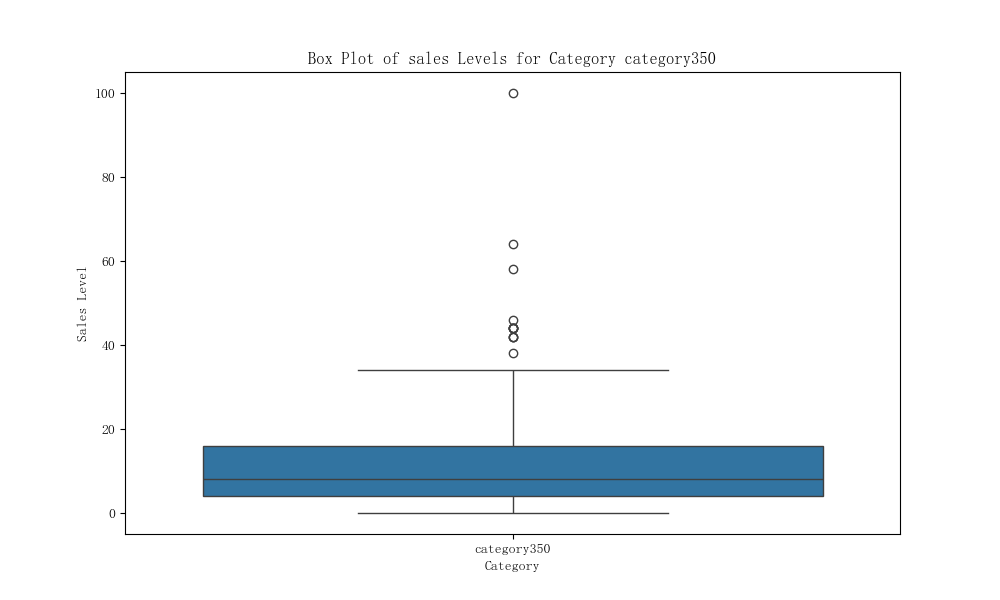 Box Plot of sales Levels for Category category350
100
80
60
40
20
0
Sales Level
category350
Category